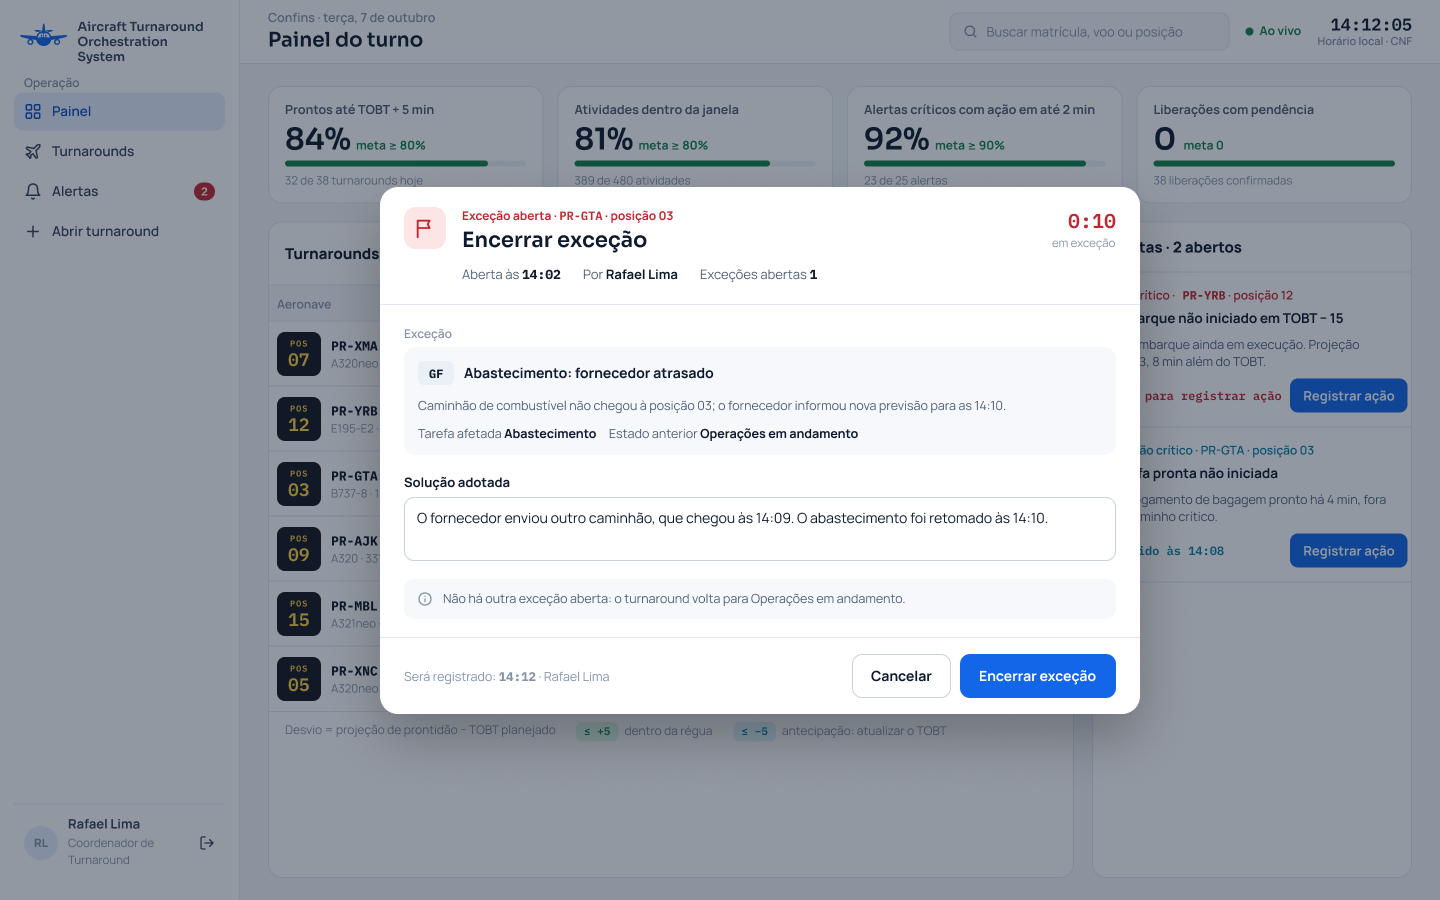 Aircraft Turnaround
Orchestration
System
Operação
Painel
Turnarounds
Alertas
2
Abrir turnaround
Rafael Lima
RL
Coordenador de
Turnaround
Confins · terça, 7 de outubro
Painel do turno
Buscar matrícula, voo ou posição
Ao vivo
14:12:05
Horário local · CNF
Prontos até TOBT + 5 min
84% meta ≥ 80%
32 de 38 turnarounds hoje
Atividades dentro da janela
81% meta ≥ 80%
389 de 480 atividades
Alertas críticos com ação em até 2 min
92% meta ≥ 90%
23 de 25 alertas
Liberações com pendência
0 meta 0
38 liberações confirmadas
Turnarounds
Aeronave
POS
07
PR-XMA
A320neo
POS
12
PR-YRB
E195-E2 ·
POS
03
PR-GTA
B737-8 ·
POS
09
PR-AJK
A320 ·
POS
15
PR-MBL
A321neo
POS
05
PR-XNC
A320neo
Desvio = projeção de prontidão − TOBT planejado
≤ +5 dentro da régua
≤ −5 antecipação: atualizar o TOBT
tas · 2 abertos
rítico · PR-YRB · posição 12
arque não iniciado em TOBT − 15
mbarque ainda em execução. Projeção
3, 8 min além do TOBT.
para registrar ação
Registrar ação
ão crítico · PR-GTA · posição 03
fa pronta não iniciada
egamento de bagagem pronto há 4 min, fora
minho crítico.
ido às 14:08
Registrar ação
Exceção aberta · PR-GTA · posição 03
Encerrar exceção
0:10
em exceção
Aberta às 14:02 Por Rafael Lima Exceções abertas 1
Exceção
GF Abastecimento: fornecedor atrasado
Caminhão de combustível não chegou à posição 03; o fornecedor informou nova previsão para as 14:10.
Tarefa afetada Abastecimento Estado anterior Operações em andamento
Solução adotada
O fornecedor enviou outro caminhão, que chegou às 14:09. O abastecimento foi retomado às 14:10.
Não há outra exceção aberta: o turnaround volta para Operações em andamento.
Será registrado: 14:12 · Rafael Lima
Cancelar
Encerrar exceção